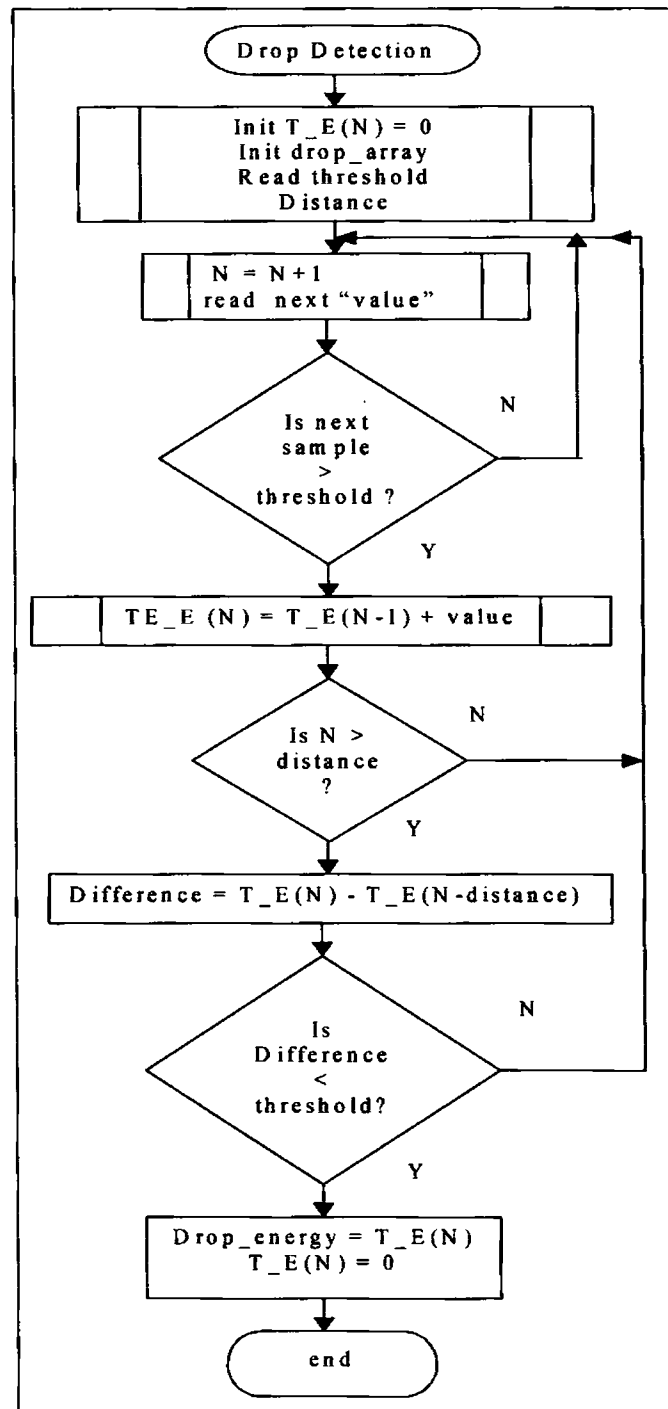 Drop Detection
Init T_E(N) = 0
Init drop_array
Read threshold
Distance
N = N+1
read next "value"
Is next
sample
>
threshold ?
N
Y
TE_E (N) = T_E(N-1) + value
Is N >
distance
?
N
Y
Difference = T_E(N) - T_E(N-distance)
Is
Difference
<
threshold?
N
Y
Drop_energy = T_E(N)
T_E(N) = 0
end